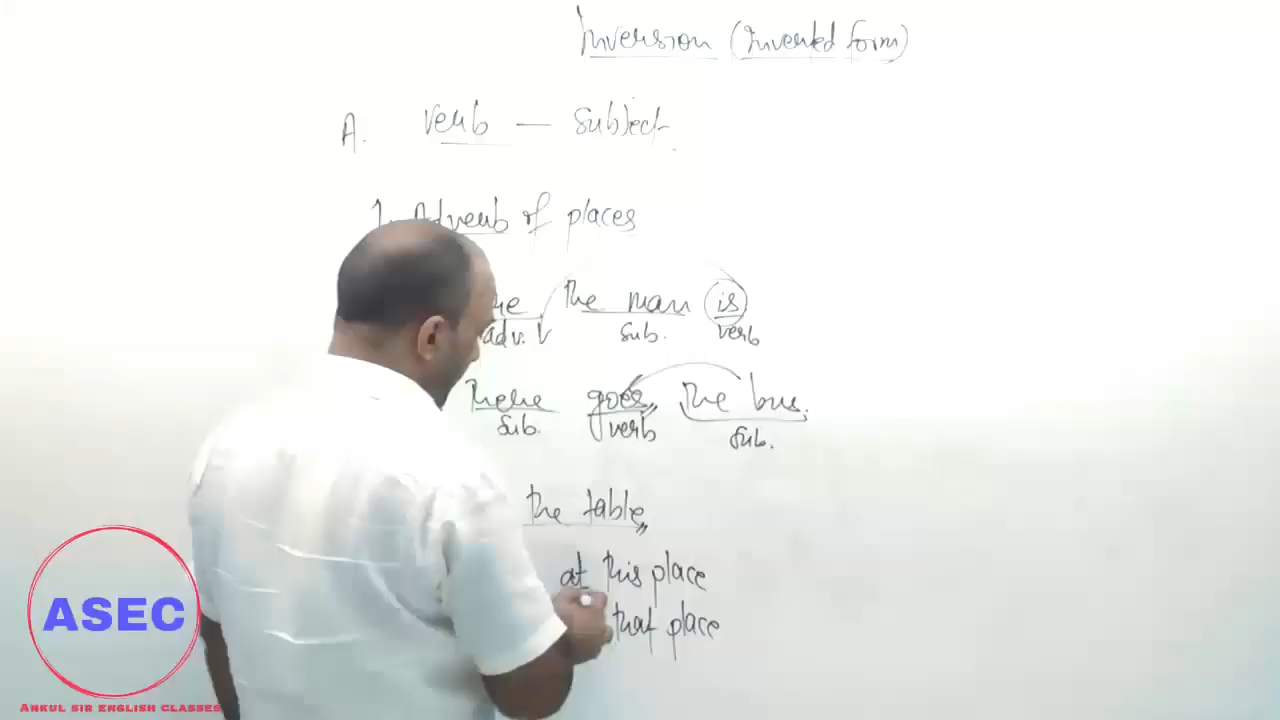 Inversion (Inverted form)
A. verb — Subject
1. Adverb of places
the man is
adv. sub. verb
There goes the bus.
Sub. verb Sub.
the table
at this place
that place
ASEC
ANKUL SIR ENGLISH CLASSES